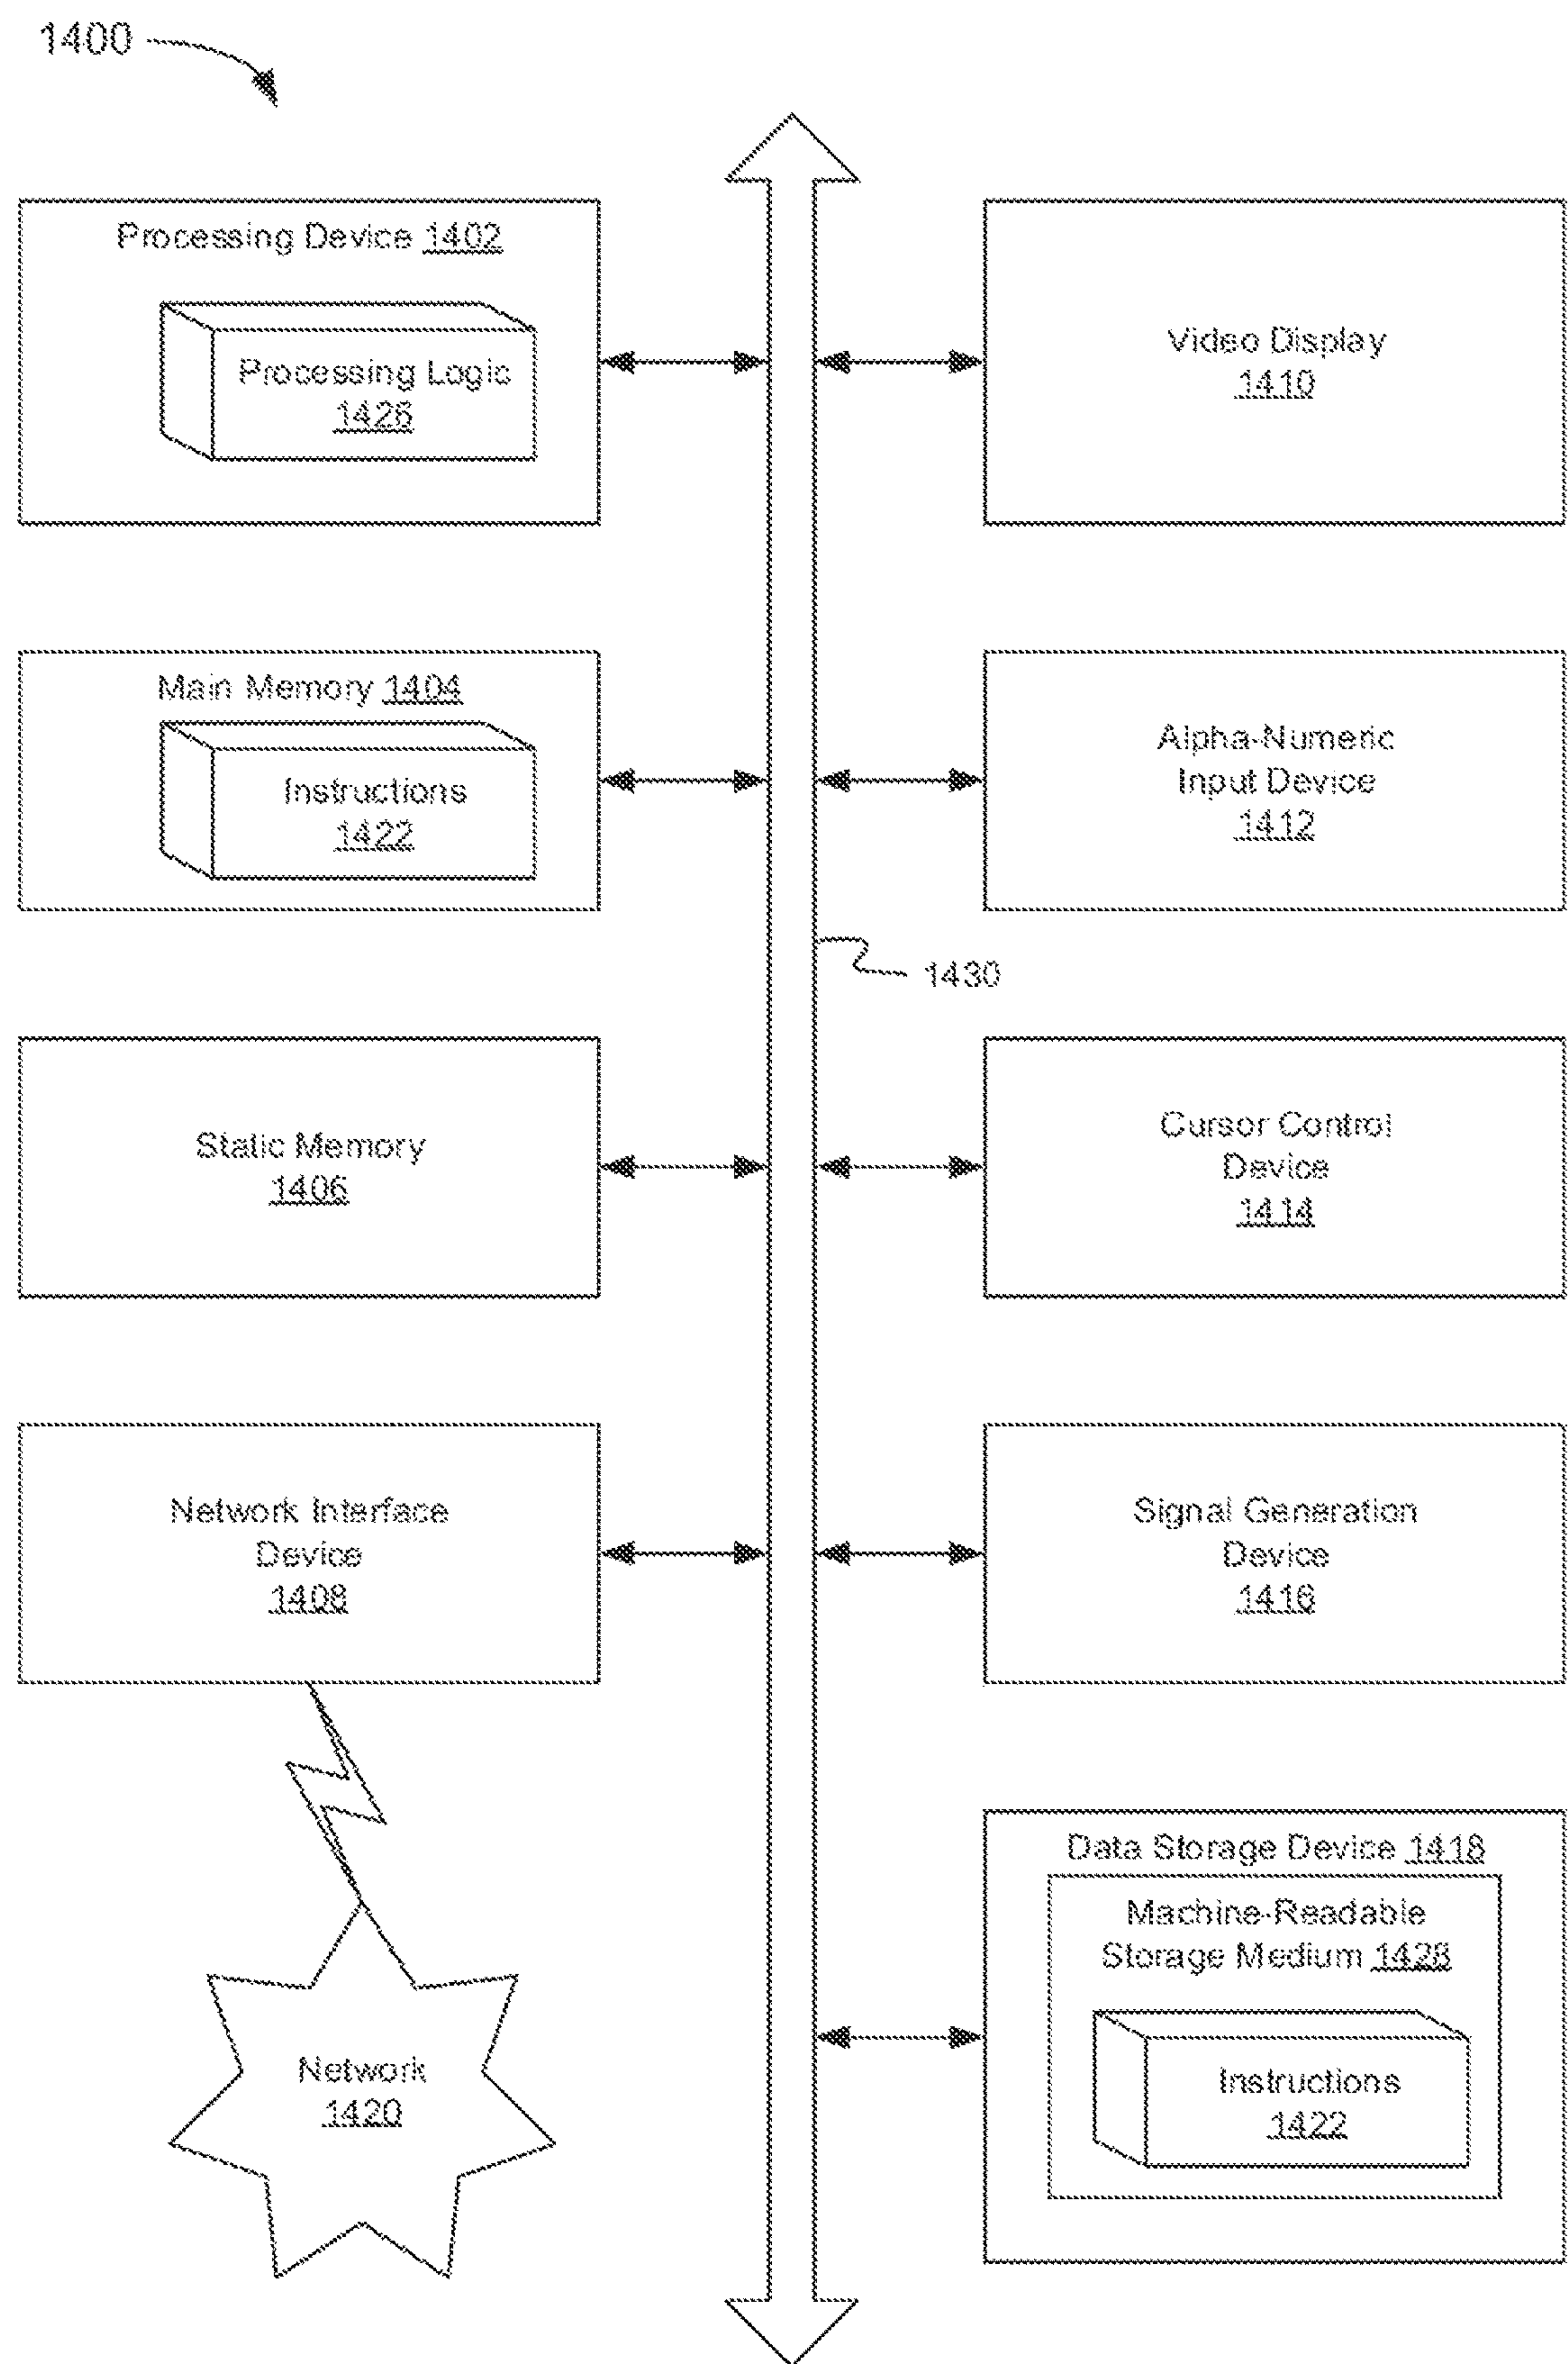 1400
Processing Device 1402
Processing Logic
1426
Video Display
1410
Main Memory 1404
Instructions
1422
Alpha-Numeric
Input Device
1412
1430
Static Memory
1406
Cursor Control
Device
1414
Network Interface
Device
1408
Signal Generation
Device
1416
Data Storage Device 1418
Machine-Readable
Storage Medium 1428
Instructions
1422
Network
1420